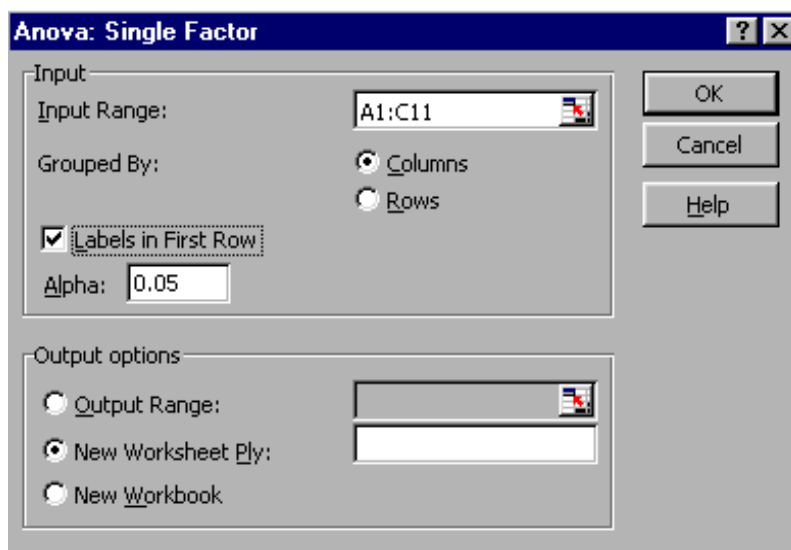 Anova: Single Factor
Input
Input Range:
A1:C11
Grouped By:
Columns
Rows
Labels in First Row
Alpha:
0.05
OK
Cancel
Help
Output options
Output Range:
New Worksheet Ply:
New Workbook